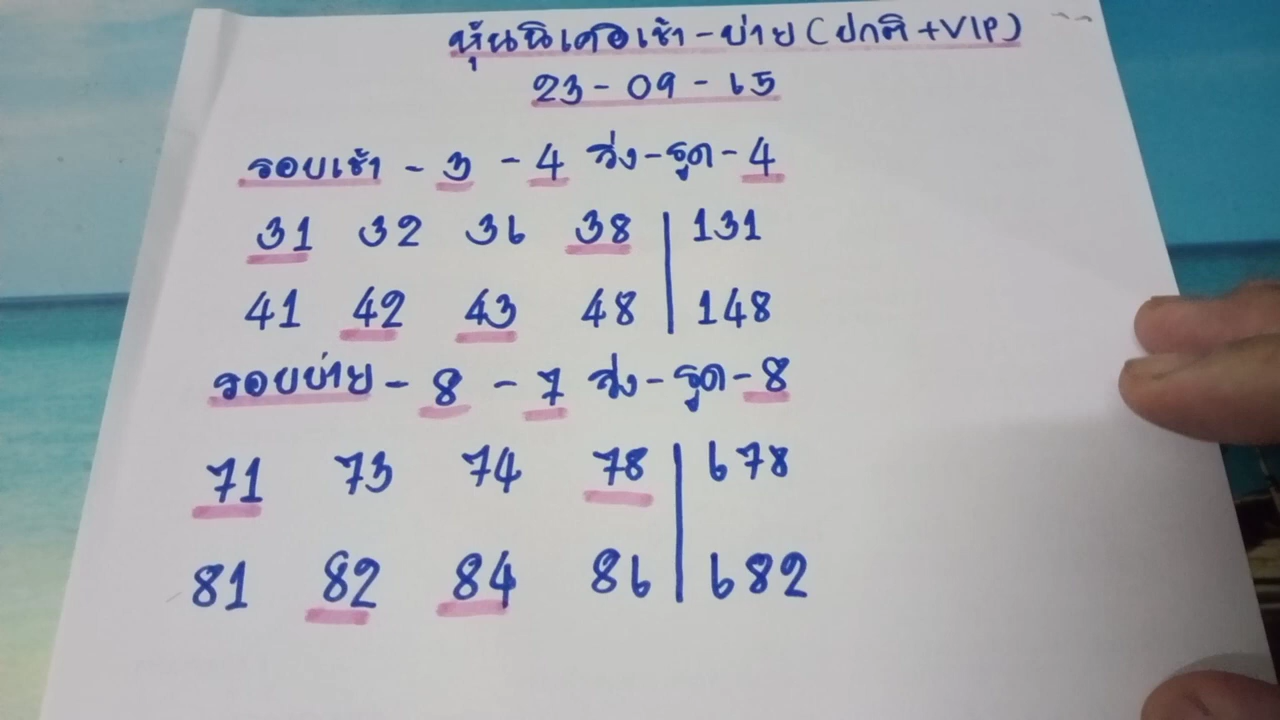 หุ้นนิเคอิเช้า-บ่าย(ปกติ+VIP)
23-09-65
รอบเช้า-3-4 วิ่ง-รูด-4
31 32 36 38 | 131
41 42 43 48 | 148
รอบบ่าย-8-7 วิ่ง-รูด-8
71 73 74 78 | 678
81 82 84 86 | 682